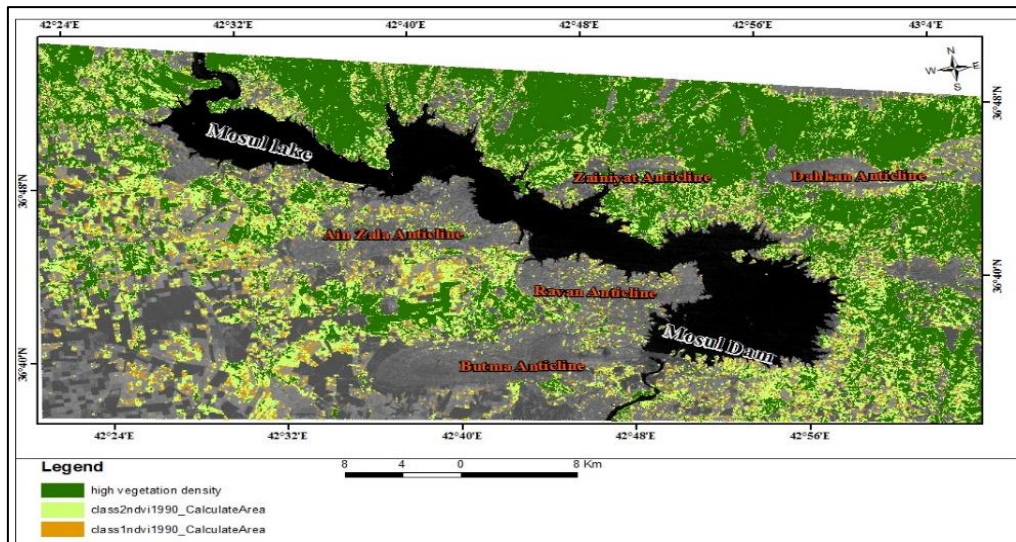 42°24'E 42°32'E 42°40'E 42°48'E 42°56'E 43°4'E
N
W E
S
36°48'N
Mosul lake
Zainiyat Anticline
Dahkan Anticline
36°48'N
Ain Zala Anticline
36°40'N
Ravan Anticline
Mosul Dam
36°40'N
Butma Anticline
42°24'E 42°32'E 42°40'E 42°48'E 42°56'E
Legend
8 4 0 8 Km
high vegetation density
class2ndvi1990_CalculateArea
class1ndvi1990_CalculateArea